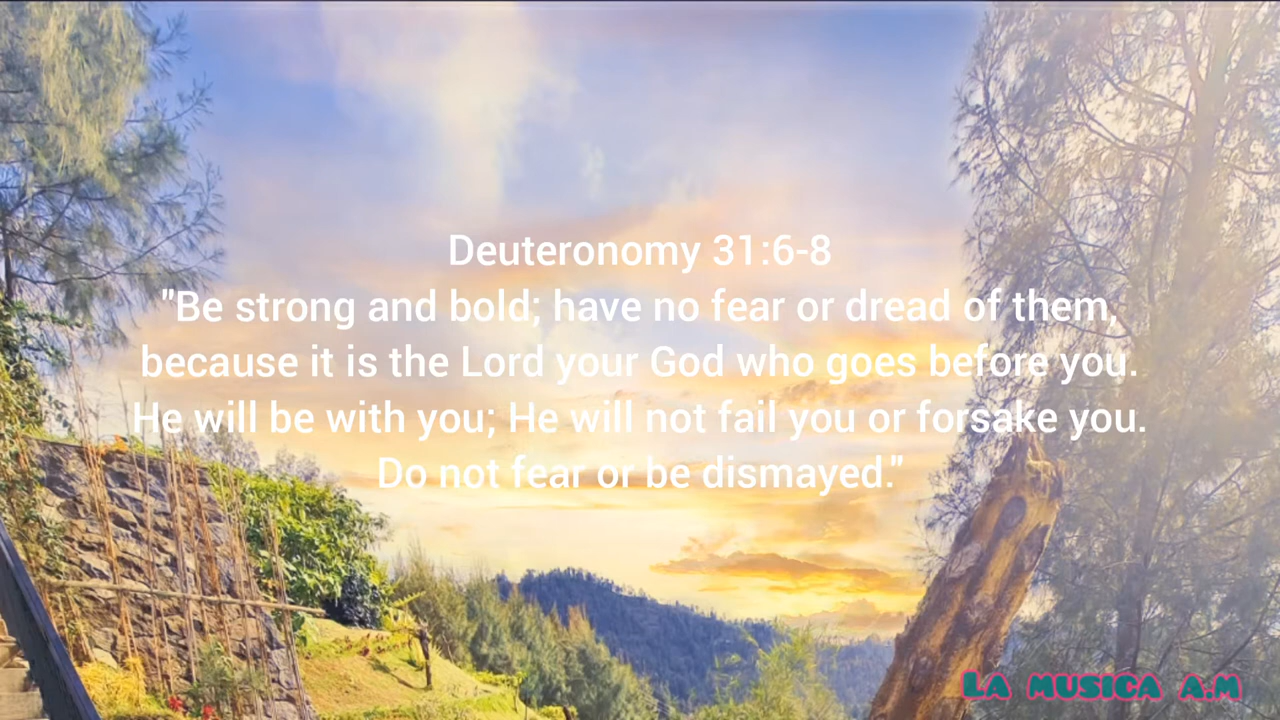 Deuteronomy 31:6-8
"Be strong and bold; have no fear or dread of them,
because it is the Lord your God who goes before you.
He will be with you; He will not fail you or forsake you.
Do not fear or be dismayed."
La musica a.m